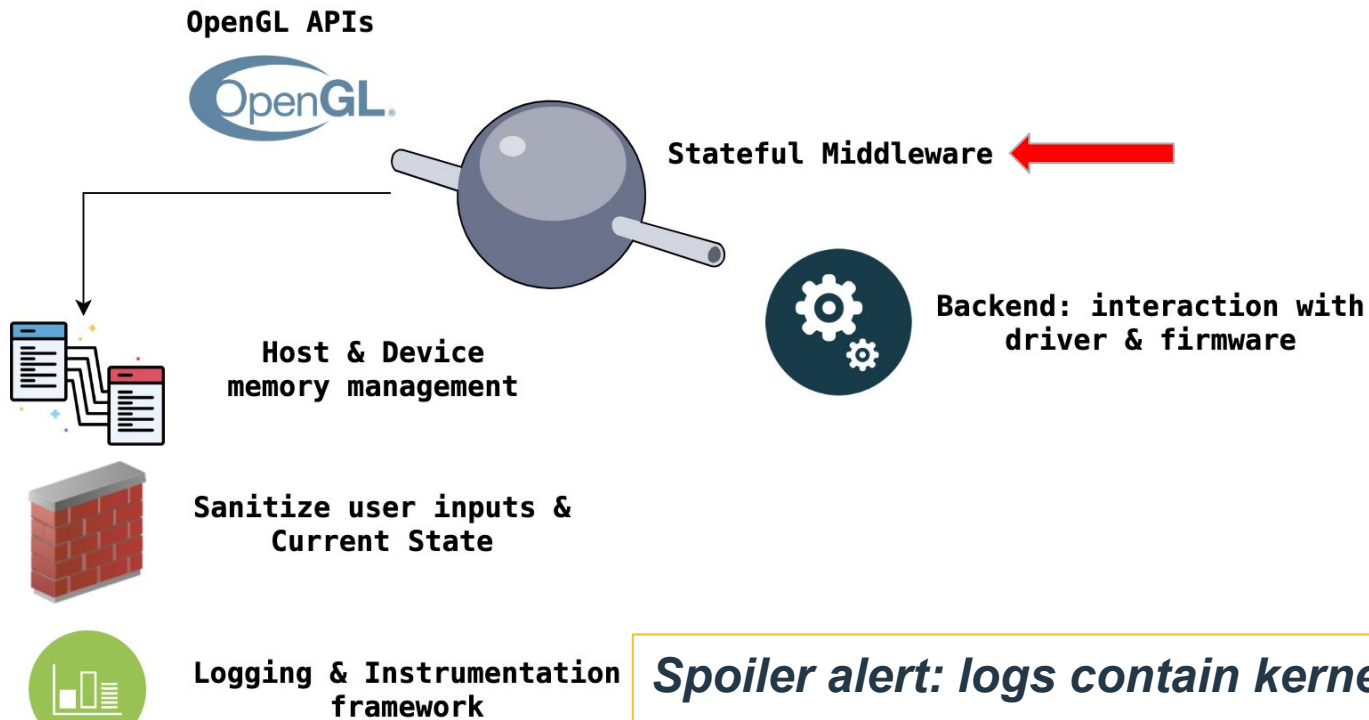 OpenGL APIs
OpenGL®
Stateful Middleware
Backend: interaction with
driver & firmware
Host & Device
memory management
Sanitize user inputs &
Current State
Logging & Instrumentation
framework
Spoiler alert: logs contain kerne